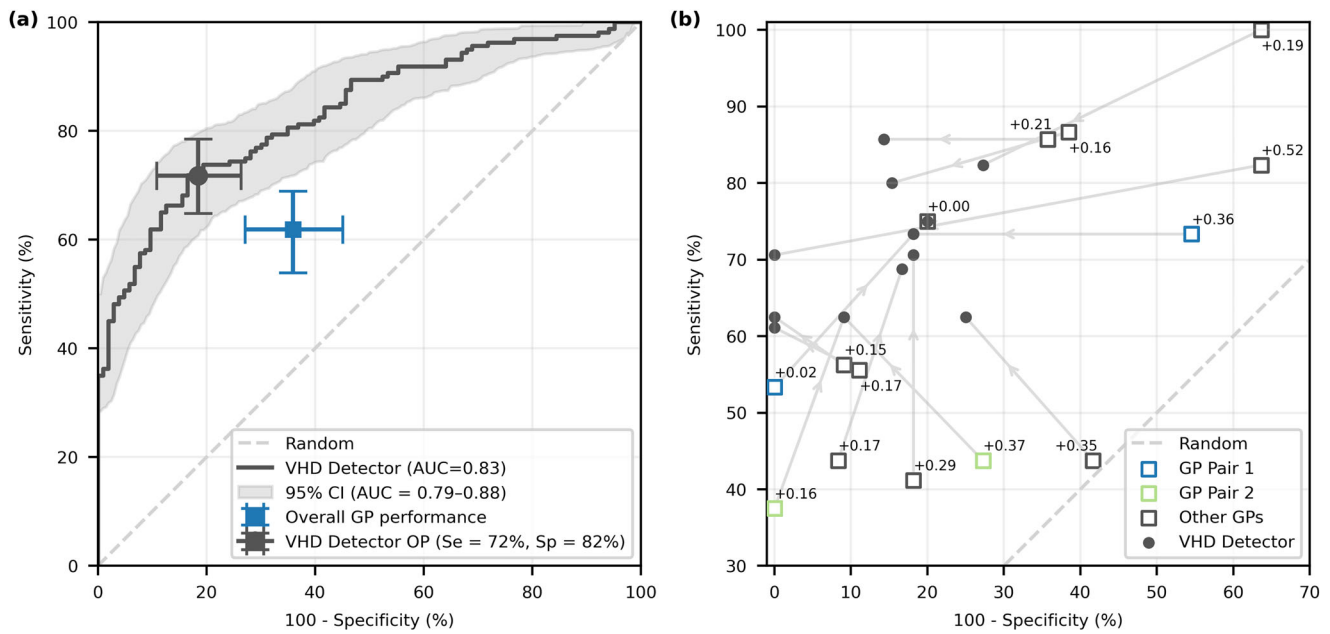 (a)
100
80
60
40
20
0
Sensitivity (%)
0 20 40 60 80 100
100 - Specificity (%)
Random
VHD Detector (AUC=0.83)
95% CI (AUC = 0.79–0.88)
Overall GP performance
VHD Detector OP (Se = 72%, Sp = 82%)
(b)
100
90
80
70
60
50
40
30
Sensitivity (%)
+0.19
+0.21
+0.16
+0.52
+0.00
+0.36
+0.15
+0.02
+0.17
+0.17
+0.37
+0.35
+0.29
+0.16
Random
GP Pair 1
GP Pair 2
Other GPs
VHD Detector
0 10 20 30 40 50 60 70
100 - Specificity (%)